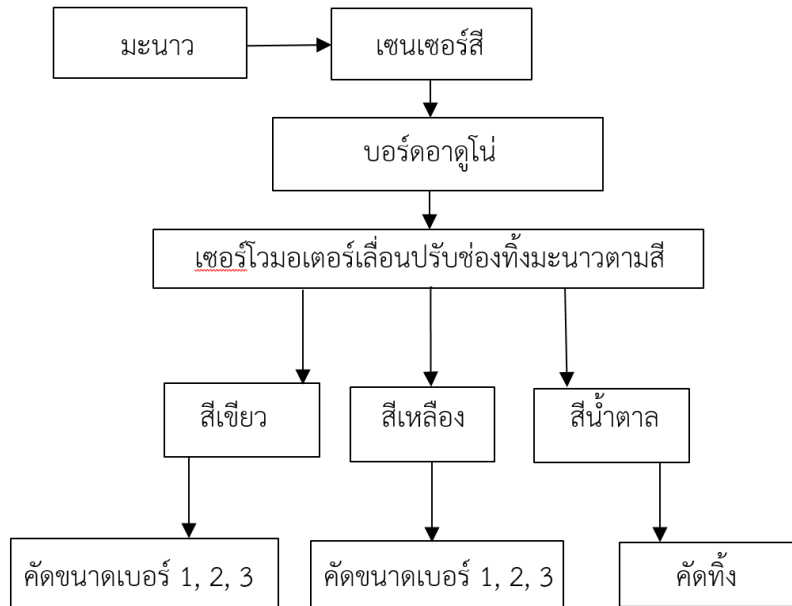 มะนาว
เซนเซอร์สี
บอร์ดอาดูโน่
เซอร์โวมอเตอร์เลื่อนปรับช่องทิ้งมะนาวตามสี
สีเขียว
สีเหลือง
สีน้ำตาล
คัดขนาดเบอร์ 1, 2, 3
คัดขนาดเบอร์ 1, 2, 3
คัดทิ้ง